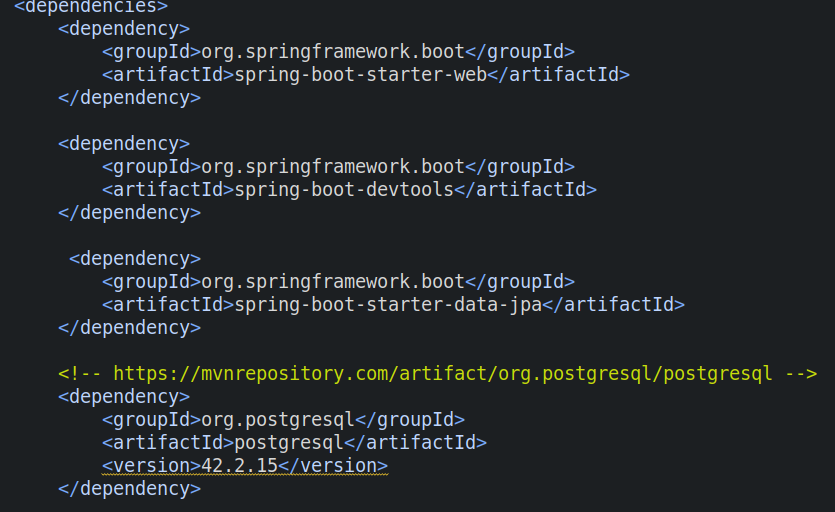 <dependencies>
<dependency>
<groupId>org.springframework.boot</groupId>
<artifactId>spring-boot-starter-web</artifactId>
</dependency>
<dependency>
<groupId>org.springframework.boot</groupId>
<artifactId>spring-boot-devtools</artifactId>
</dependency>
<dependency>
<groupId>org.springframework.boot</groupId>
<artifactId>spring-boot-starter-data-jpa</artifactId>
</dependency>
<!-- https://mvnrepository.com/artifact/org.postgresql/postgresql -->
<dependency>
<groupId>org.postgresql</groupId>
<artifactId>postgresql</artifactId>
<version>42.2.15</version>
</dependency>